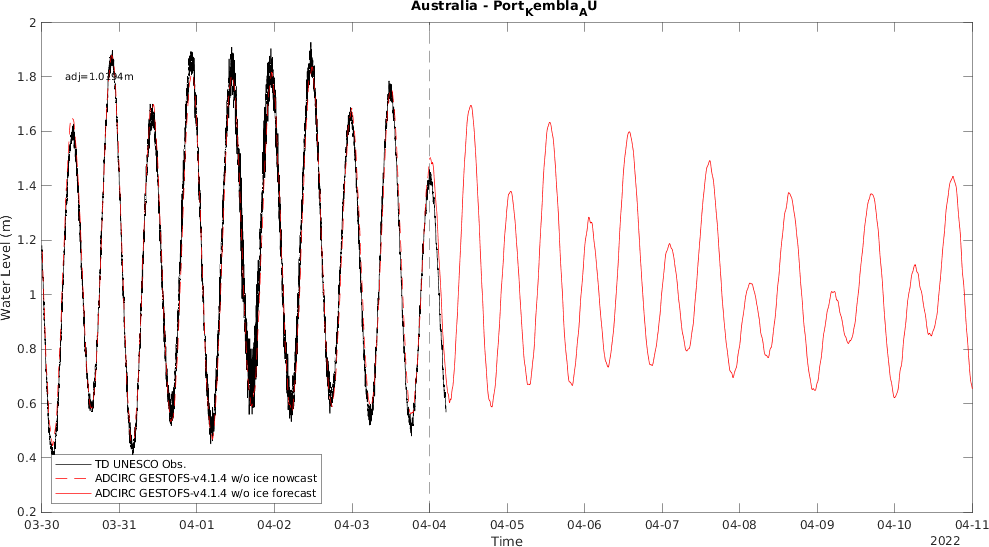 Australia - PortKemblaAU
2
1.8
adj=1.0194m
1.6
1.4
1.2
1
0.8
0.6
0.4
0.2
Water Level (m)
TD UNESCO Obs.
ADCIRC GESTOFS-v4.1.4 w/o ice nowcast
ADCIRC GESTOFS-v4.1.4 w/o ice forecast
03-30 03-31 04-01 04-02 04-03 04-04 04-05 04-06 04-07 04-08 04-09 04-10 04-11
Time
2022